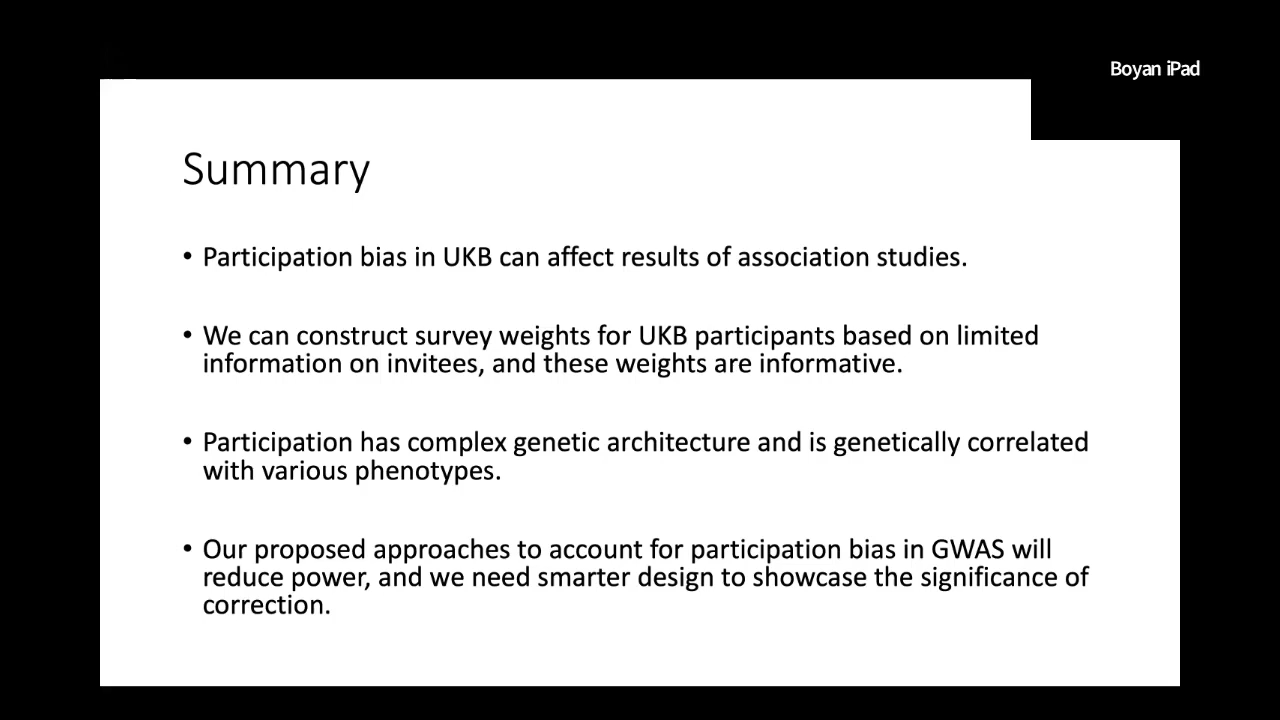 Boyan iPad
Summary
• Participation bias in UKB can affect results of association studies.
• We can construct survey weights for UKB participants based on limited
information on invitees, and these weights are informative.
• Participation has complex genetic architecture and is genetically correlated
with various phenotypes.
• Our proposed approaches to account for participation bias in GWAS will
reduce power, and we need smarter design to showcase the significance of
correction.